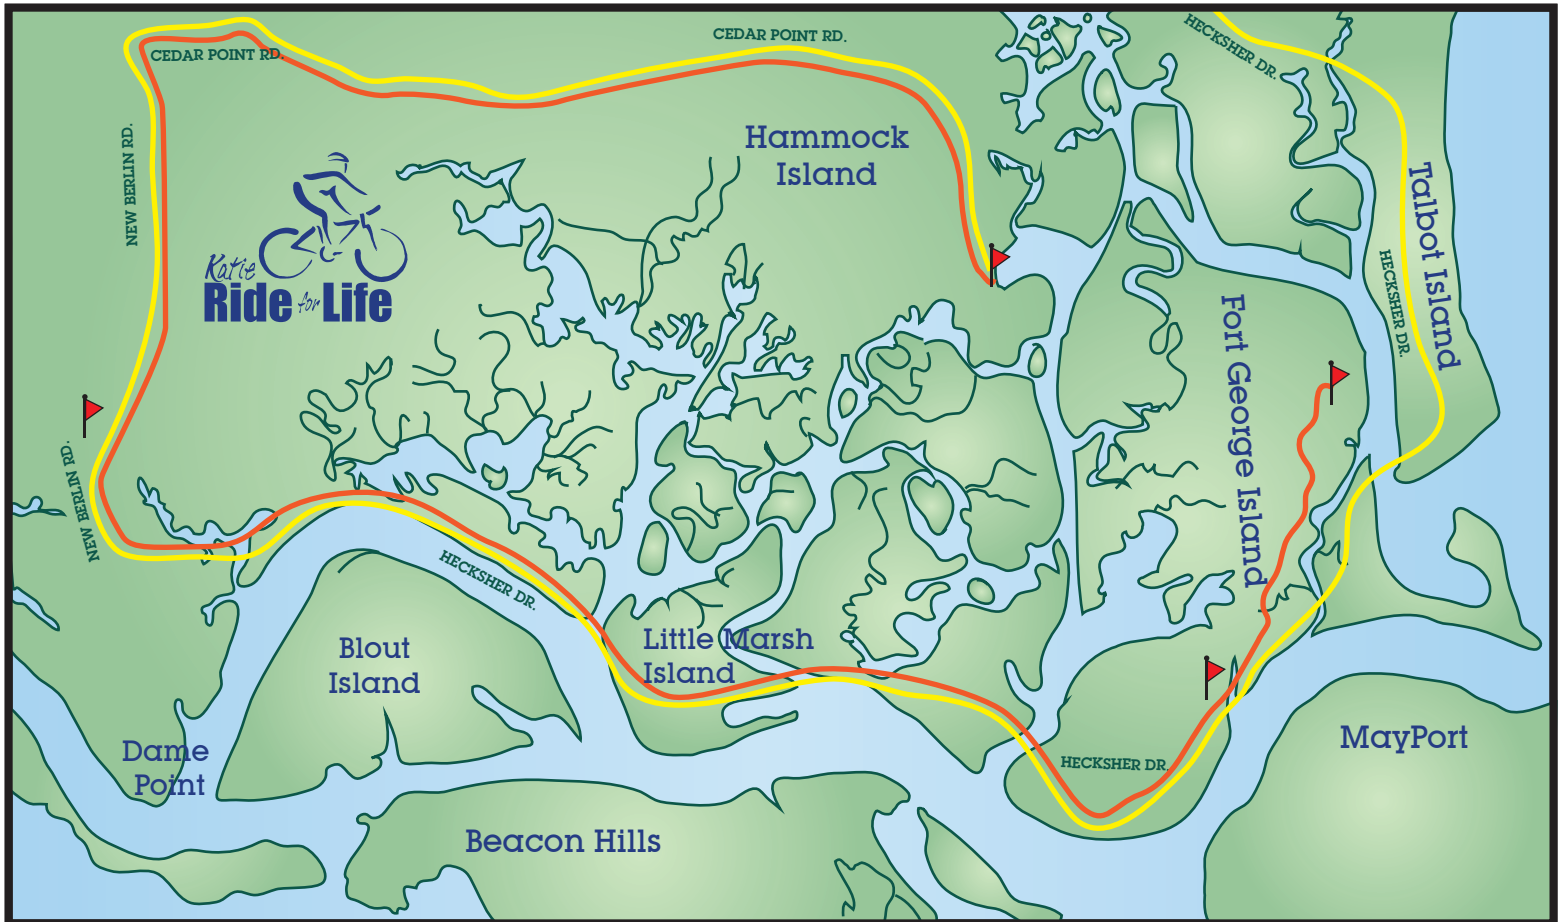 CEDAR POINT RD.
HECKSHER DR.
CEDAR POINT RD.
NEW BERLIN RD.
Hammock
Island
Talbot Island
Katie
Ride for Life
HECKSHER DR.
Fort George Island
NEW BERLIN RD.
HECKSHER DR.
Little Marsh
Island
Blout
Island
Dame
Point
HECKSHER DR.
MayPort
Beacon Hills